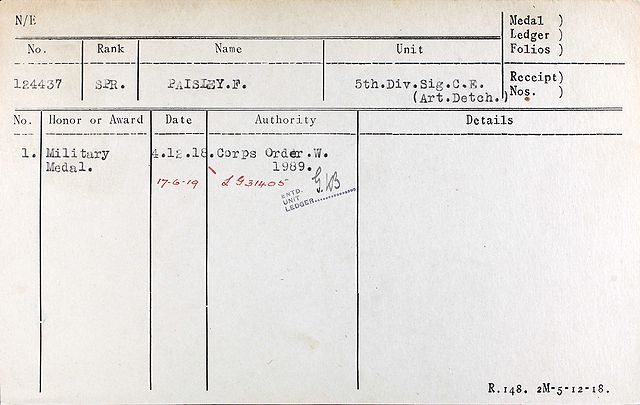 N/E
Medal )
Ledger )
Folios )
No. Rank Name Unit
124437 SPR. PAISLEY.F. 5th.Div.Sig.C.E.
(Art.Detch.)
Receipt)
Nos. )
No. Honor or Award Date Authority Details
1. Military 4.12.18. Corps Order.W.
Medal. 1989.
17-6-19 LG 31405
ENTD.
UNIT
LEDGER
R.148. 2M-5-12-18.